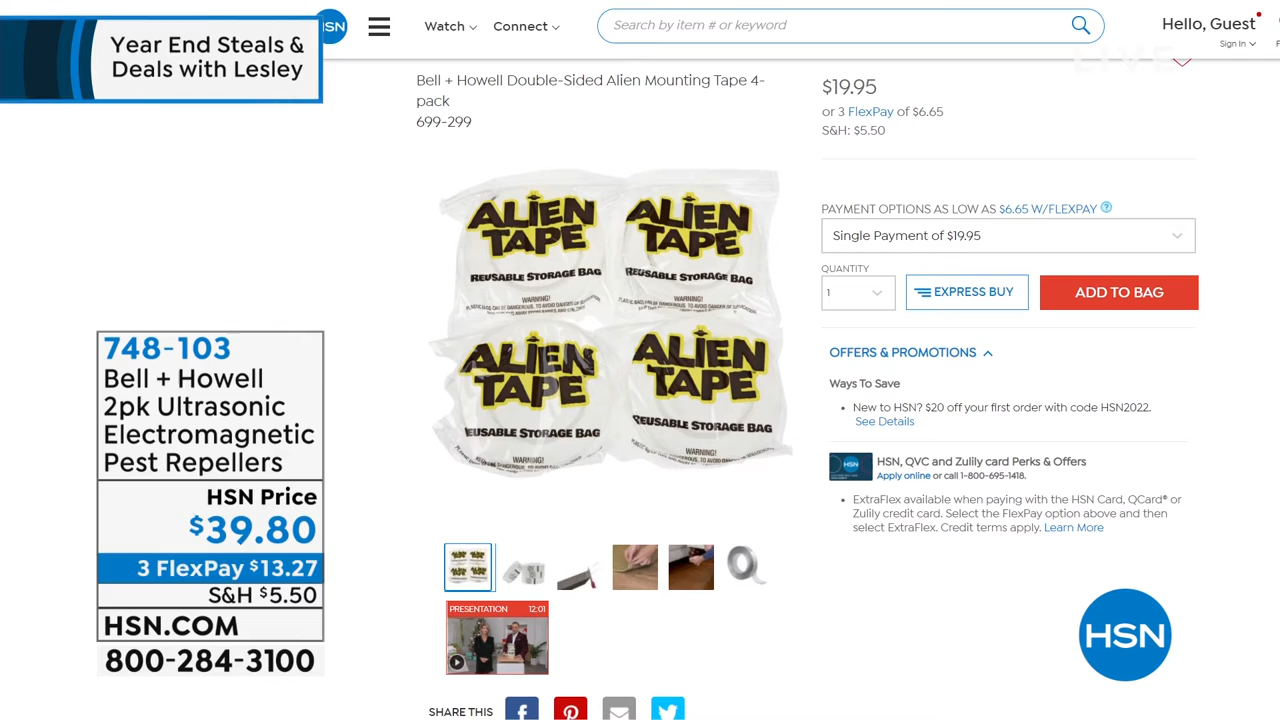 Year End Steals &
Deals with Lesley
HSN
Watch
Connect
Search by item # or keyword
Hello, Guest
Sign In
LIVE
Bell + Howell Double-Sided Alien Mounting Tape 4-
pack
699-299
$19.95
or 3 FlexPay of $6.65
S&H: $5.50
PAYMENT OPTIONS AS LOW AS $6.65 W/FLEXPAY ?
Single Payment of $19.95
QUANTITY
1
EXPRESS BUY
ADD TO BAG
OFFERS & PROMOTIONS
Ways To Save
• New to HSN? $20 off your first order with code HSN2022.
See Details
HSN
HSN, QVC and Zulily card Perks & Offers
Apply online or call 1-800-695-1418.
• ExtraFlex available when paying with the HSN Card, QCard® or
Zulily credit card. Select the FlexPay option above and then
select ExtraFlex. Credit terms apply. Learn More
ALIEN
TAPE
REUSABLE STORAGE BAG
WARNING!
ALIEN
TAPE
REUSABLE STORAGE BAG
WARNING!
ALIEN
TAPE
EUSABLE STORAGE BAG
WARNING!
ALIEN
TAPE
REUSABLE STORAGE BAG
WARNING!
748-103
Bell + Howell
2pk Ultrasonic
Electromagnetic
Pest Repellers
HSN Price
$39.80
3 FlexPay $13.27
S&H $5.50
HSN.COM
800-284-3100
PRESENTATION 12:01
SHARE THIS
HSN